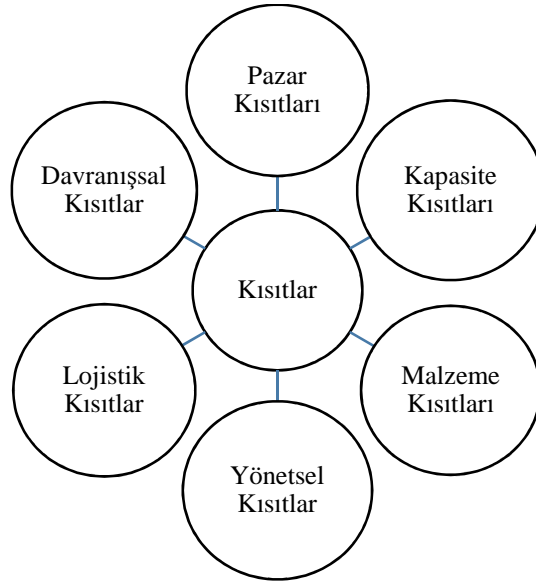 Pazar
Kısıtları
Davranışsal
Kısıtlar
Kapasite
Kısıtları
Kısıtlar
Lojistik
Kısıtlar
Malzeme
Kısıtları
Yönetsel
Kısıtlar